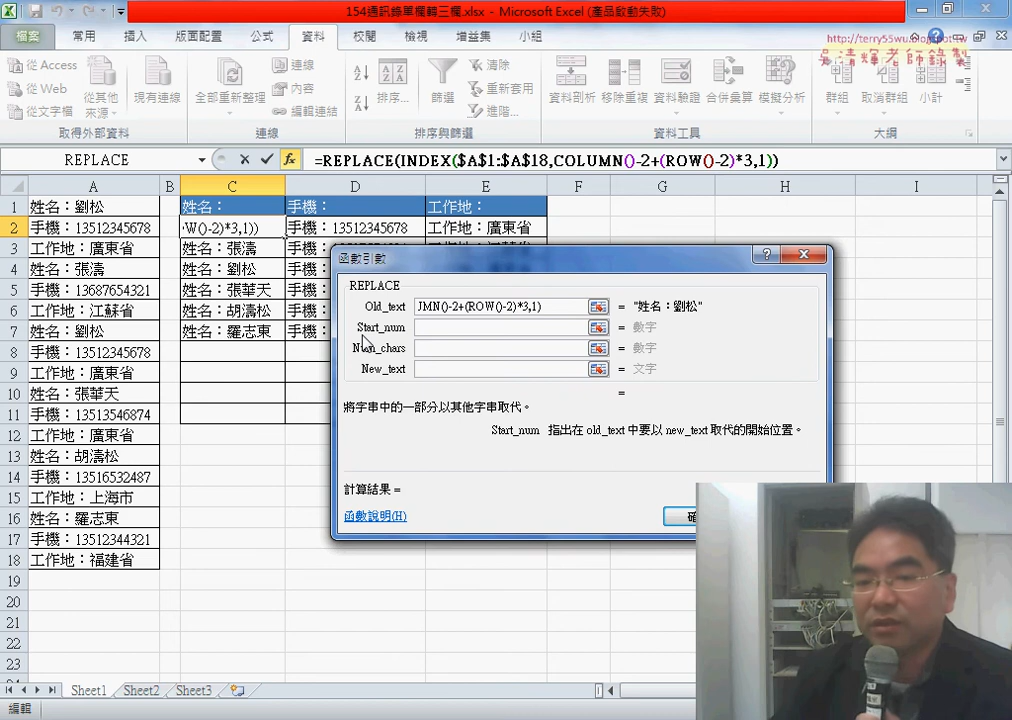 154通訊錄單欄轉三欄.xlsx - Microsoft Excel (產品啟動失敗)
http://terry55wu.blogspot.tw
吳清輝老師錄製
檔案 常用 插入 版面配置 公式 資料 校閱 檢視 增益集 小組
從 Access
從 Web
從文字檔
從其他來源
現有連線
全部重新整理
連線
內容
編輯連結
排序...
篩選
清除
重新套用
進階...
資料剖析 移除重複 資料驗證 合併彙算 模擬分析
群組 取消群組 小計
取得外部資料 連線 排序與篩選 資料工具 大綱
REPLACE fx =REPLACE(INDEX($A$1:$A$18,COLUMN()-2+(ROW()-2)*3,1))
A B C D E F G H I
1 姓名：劉松 姓名： 手機： 工作地：
2 手機：13512345678 W()-2)*3,1)) 手機：13512345678 工作地：廣東省
3 工作地：廣東省 姓名：張濤 手機
4 姓名：張濤 姓名：劉松 手機
5 手機：13687654321 姓名：張華天 手機
6 工作地：江蘇省 姓名：胡濤松 手機
7 姓名：劉松 姓名：羅志東 手機
8 手機：13512345678
9 工作地：廣東省
10 姓名：張華天
11 手機：13513546874
12 工作地：廣東省
13 姓名：胡濤松
14 手機：13516532487
15 工作地：上海市
16 姓名：羅志東
17 手機：13512344321
18 工作地：福建省
19
20
21
22
23
函數引數
REPLACE
Old_text JMN()-2+(ROW()-2)*3,1) = "姓名：劉松"
Start_num = 數字
Num_chars = 數字
New_text = 文字
=
將字串中的一部分以其他字串取代。
Start_num 指出在 old_text 中要以 new_text 取代的開始位置。
計算結果 =
函數說明(H)
Sheet1 Sheet2 Sheet3
編輯